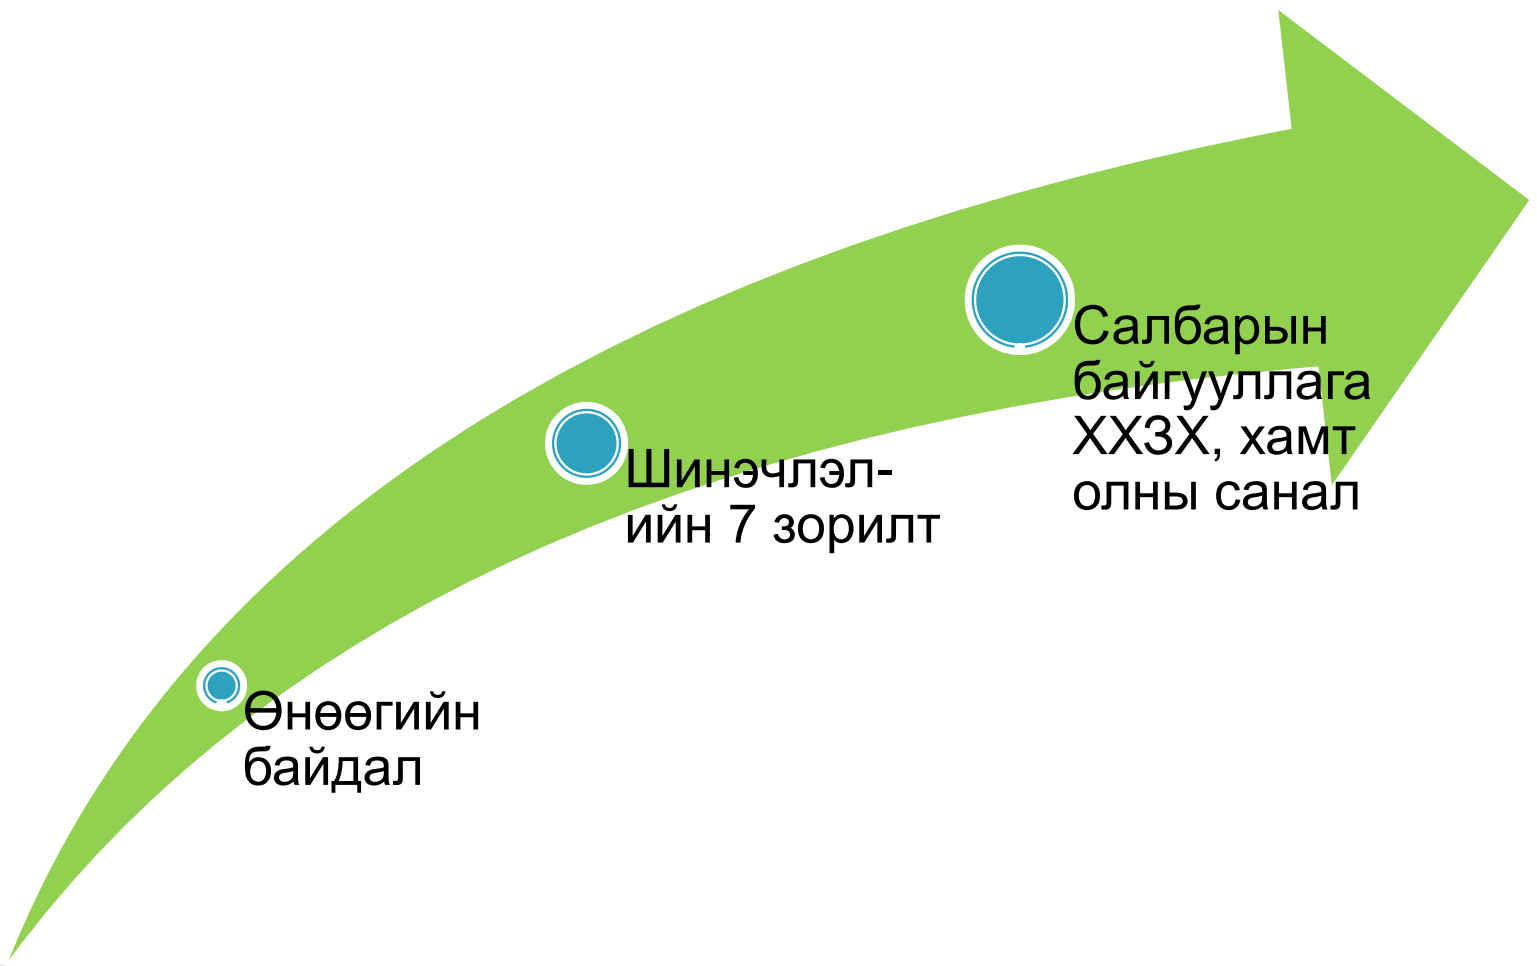 Салбарын
байгууллага
ХХЗХ, хамт
олны санал
Шинэчлэл-
ийн 7 зорилт
Өнөөгийн
байдал